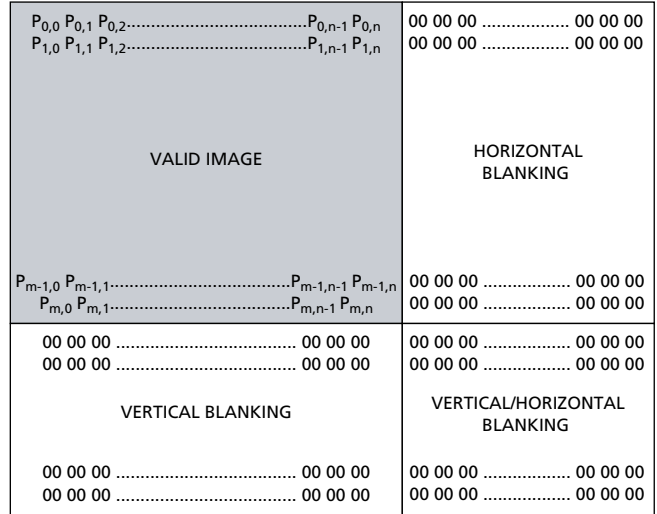 P0,0 P0,1 P0,2.....................................P0,n-1 P0,n 00 00 00 .................. 00 00 00
P1,0 P1,1 P1,2.....................................P1,n-1 P1,n 00 00 00 .................. 00 00 00
VALID IMAGE
HORIZONTAL
BLANKING
Pm-1,0 Pm-1,1.....................................Pm-1,n-1 Pm-1,n 00 00 00 .................. 00 00 00
Pm,0 Pm,1.....................................Pm,n-1 Pm,n 00 00 00 .................. 00 00 00
00 00 00 ..................................... 00 00 00 00 00 00 .................. 00 00 00
00 00 00 ..................................... 00 00 00 00 00 00 .................. 00 00 00
VERTICAL BLANKING
VERTICAL/HORIZONTAL
BLANKING
00 00 00 ..................................... 00 00 00 00 00 00 .................. 00 00 00
00 00 00 ..................................... 00 00 00 00 00 00 .................. 00 00 00